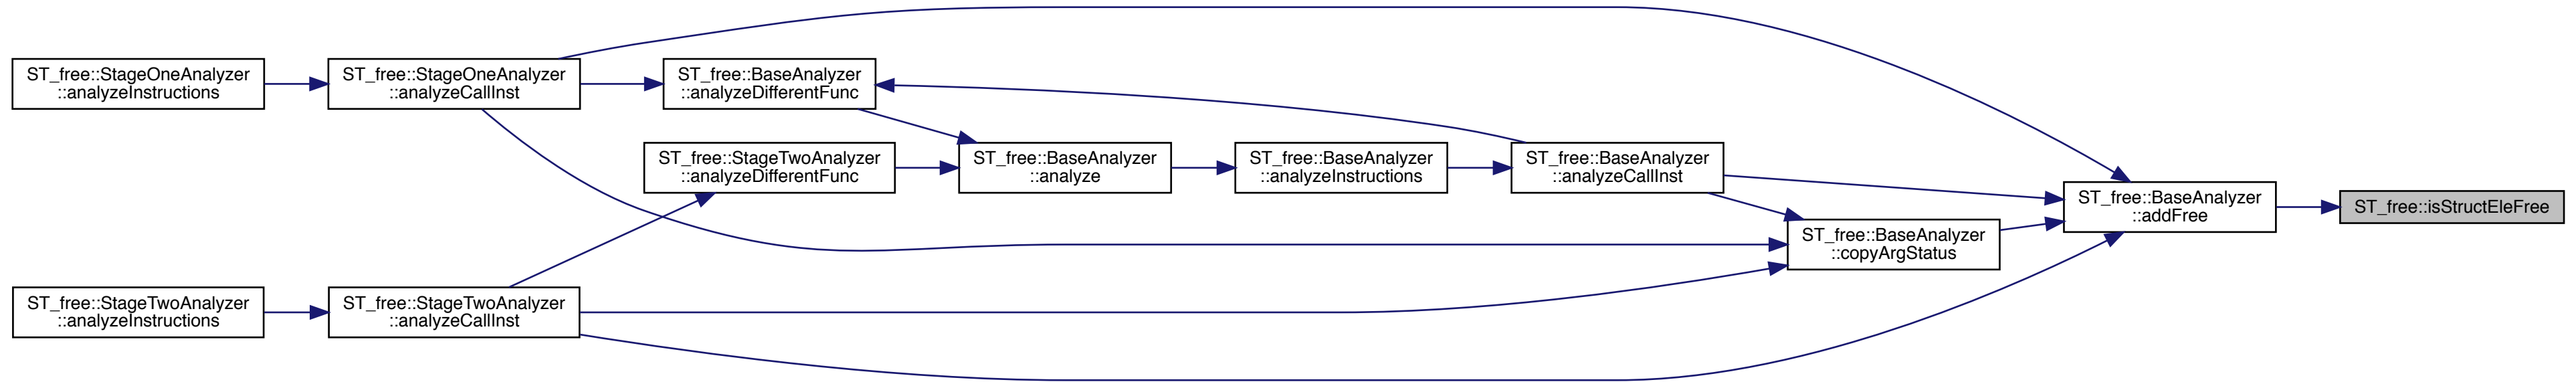 ST_free::StageOneAnalyzer
::analyzeInstructions
ST_free::StageOneAnalyzer
::analyzeCallInst
ST_free::BaseAnalyzer
::analyzeDifferentFunc
ST_free::StageTwoAnalyzer
::analyzeDifferentFunc
ST_free::BaseAnalyzer
::analyze
ST_free::BaseAnalyzer
::analyzeInstructions
ST_free::BaseAnalyzer
::analyzeCallInst
ST_free::BaseAnalyzer
::copyArgStatus
ST_free::BaseAnalyzer
::addFree
ST_free::isStructEleFree
ST_free::StageTwoAnalyzer
::analyzeInstructions
ST_free::StageTwoAnalyzer
::analyzeCallInst